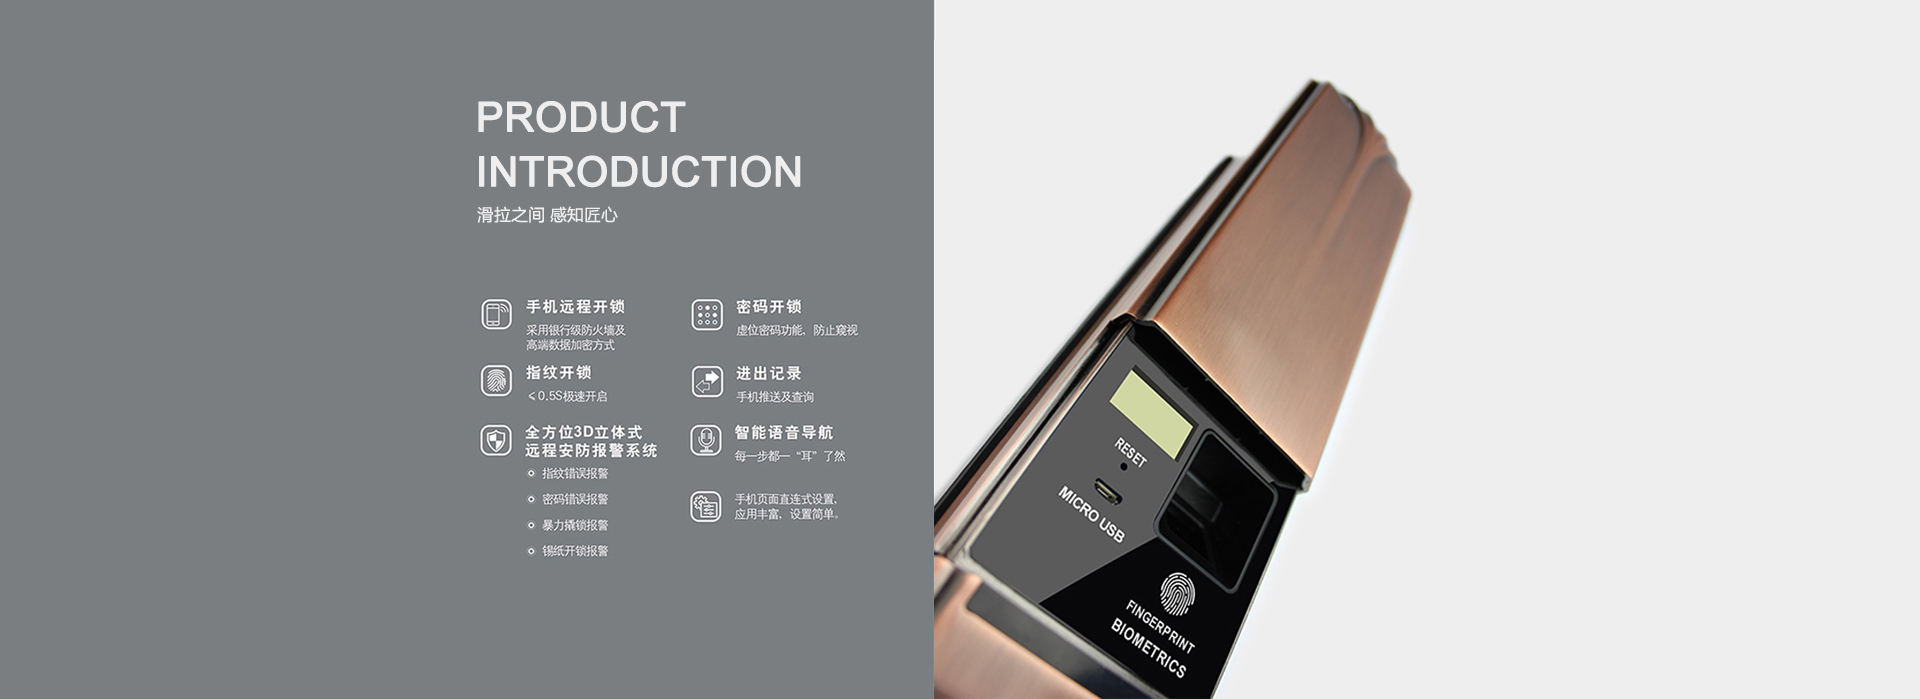 PRODUCT
INTRODUCTION
滑拉之间 感知匠心
手机远程开锁
采用银行级防火墙及
高端数据加密方式
密码开锁
虚位密码功能，防止窥视
指纹开锁
＜0.5S极速开启
进出记录
手机推送及查询
全方位3D立体式
远程安防报警系统
指纹错误报警
密码错误报警
暴力撬锁报警
锡纸开锁报警
智能语音导航
每一步都一“耳”了然
手机页面直连式设置，
应用丰富，设置简单。
RESET
MICRO USB
FINGERPRINT
BIOMETRICS